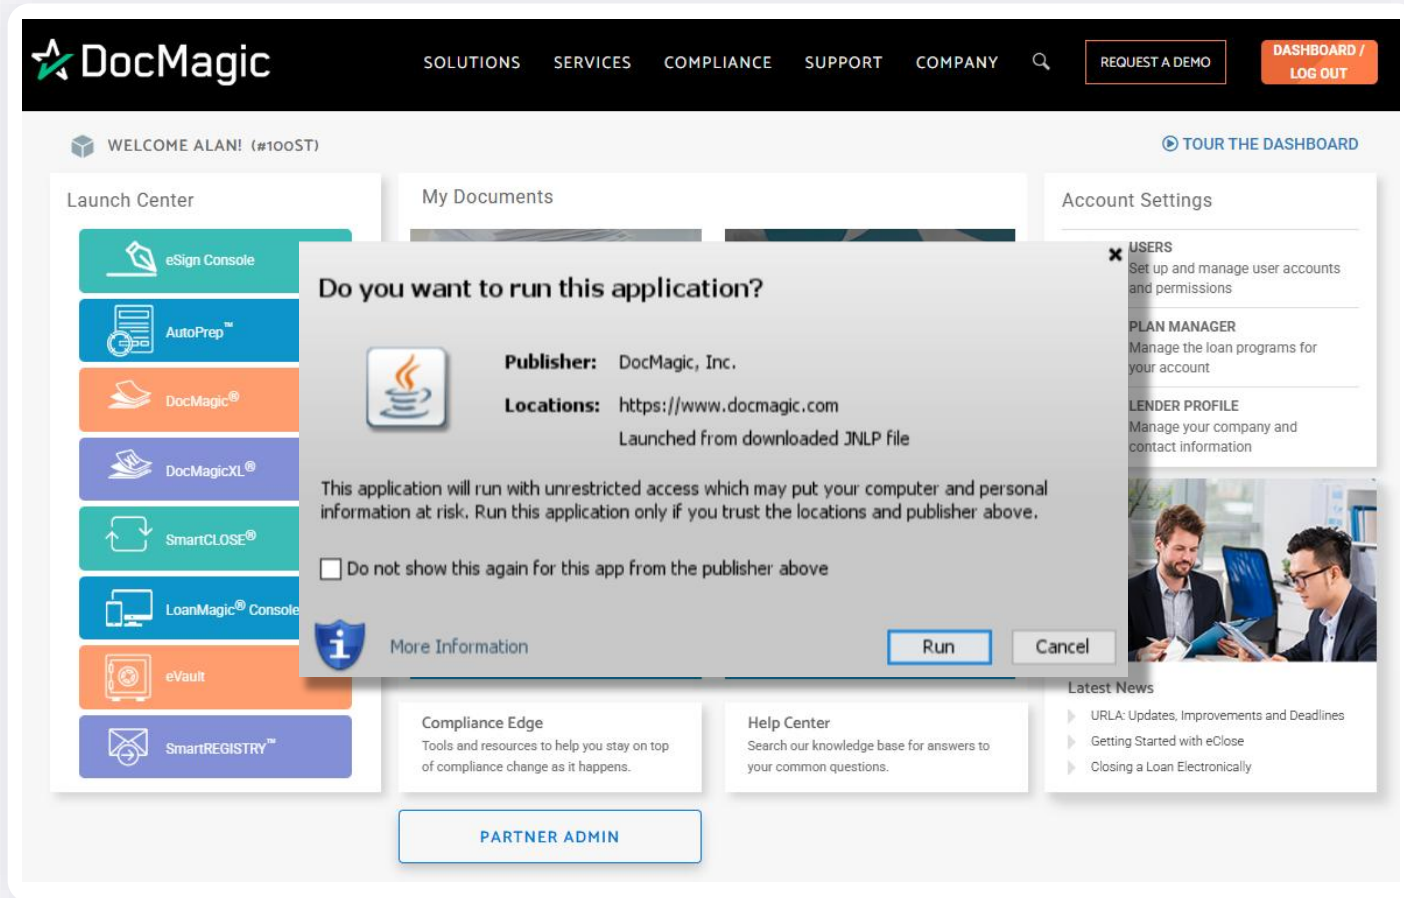 DocMagic
SOLUTIONS SERVICES COMPLIANCE SUPPORT COMPANY
REQUEST A DEMO
DASHBOARD /
LOG OUT
WELCOME ALAN! (#100ST)
TOUR THE DASHBOARD
Launch Center
eSign Console
AutoPrep™
DocMagic®
DocMagicXL®
SmartCLOSE®
LoanMagic® Console
eVault
SmartREGISTRY™
My Documents
Do you want to run this application?
Publisher: DocMagic, Inc.
Locations: https://www.docmagic.com
Launched from downloaded JNLP file
This application will run with unrestricted access which may put your computer and personal
information at risk. Run this application only if you trust the locations and publisher above.
Do not show this again for this app from the publisher above
More Information
Run
Cancel
Compliance Edge
Tools and resources to help you stay on top
of compliance change as it happens.
Help Center
Search our knowledge base for answers to
your common questions.
PARTNER ADMIN
Account Settings
USERS
Set up and manage user accounts
and permissions
PLAN MANAGER
Manage the loan programs for
your account
LENDER PROFILE
Manage your company and
contact information
Latest News
URLA: Updates, Improvements and Deadlines
Getting Started with eClose
Closing a Loan Electronically